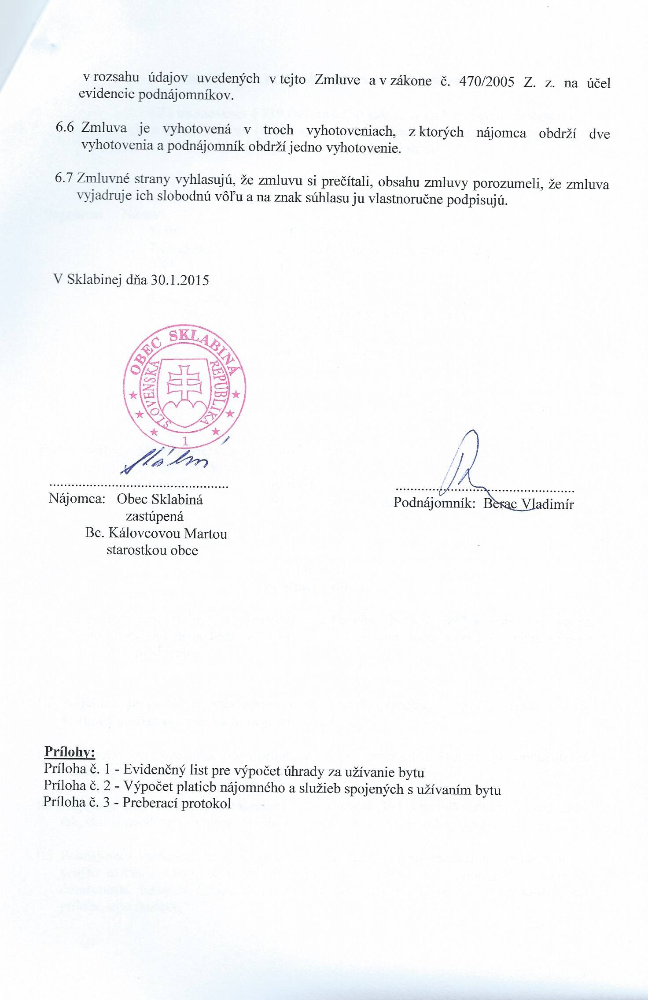 v rozsahu údajov uvedených v tejto Zmluve a v zákone č. 470/2005 Z. z. na účel
evidencie podnájomníkov.
6.6 Zmluva je vyhotovená v troch vyhotoveniach, z ktorých nájomca obdrží dve
vyhotovenia a podnájomník obdrží jedno vyhotovenie.
6.7 Zmluvné strany vyhlasujú, že zmluvu si prečítali, obsahu zmluvy porozumeli, že zmluva
vyjadruje ich slobodnú vôľu a na znak súhlasu ju vlastnoručne podpisujú.
V Sklabinej dňa 30.1.2015
OBEC SKLABINÁ
SLOVENSKÁ REPUBLIKA
1
Nájomca: Obec Sklabiná
zastúpená
Bc. Kálovcovou Martou
starostkou obce
Podnájomník: Berac Vladimír
Prílohy:
Príloha č. 1 - Evidenčný list pre výpočet úhrady za užívanie bytu
Príloha č. 2 - Výpočet platieb nájomného a služieb spojených s užívaním bytu
Príloha č. 3 - Preberací protokol